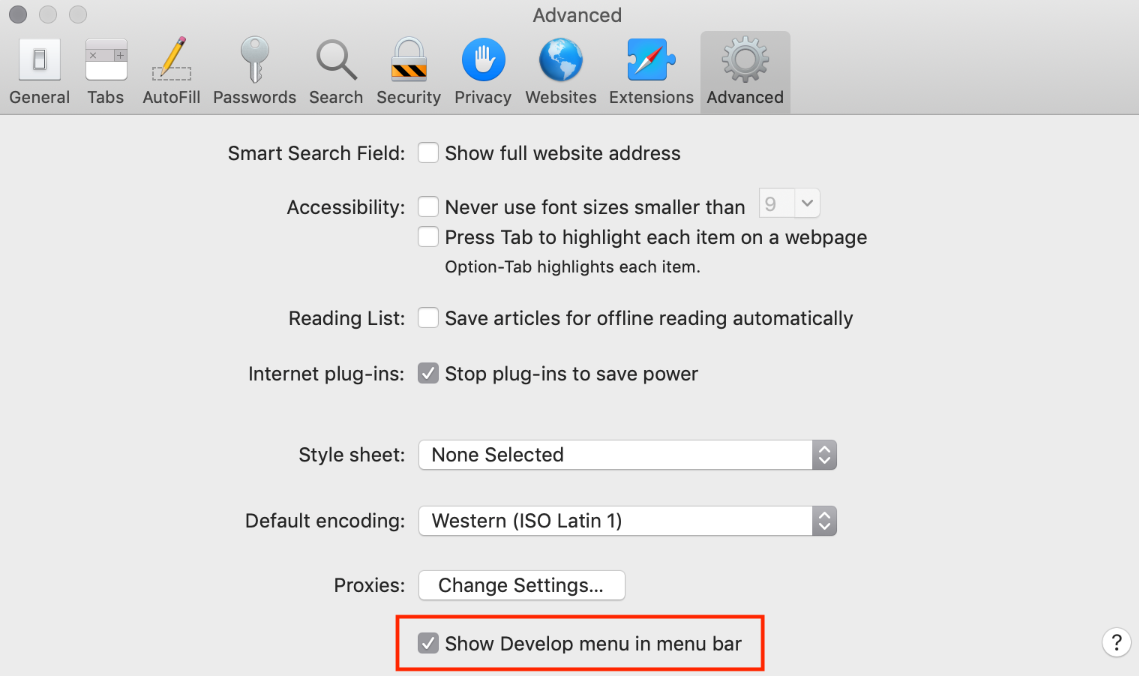 Advanced
General Tabs AutoFill Passwords Search Security Privacy Websites Extensions Advanced
Smart Search Field: Show full website address
Accessibility: Never use font sizes smaller than 9
Press Tab to highlight each item on a webpage
Option-Tab highlights each item.
Reading List: Save articles for offline reading automatically
Internet plug-ins: Stop plug-ins to save power
Style sheet: None Selected
Default encoding: Western (ISO Latin 1)
Proxies: Change Settings...
Show Develop menu in menu bar ?